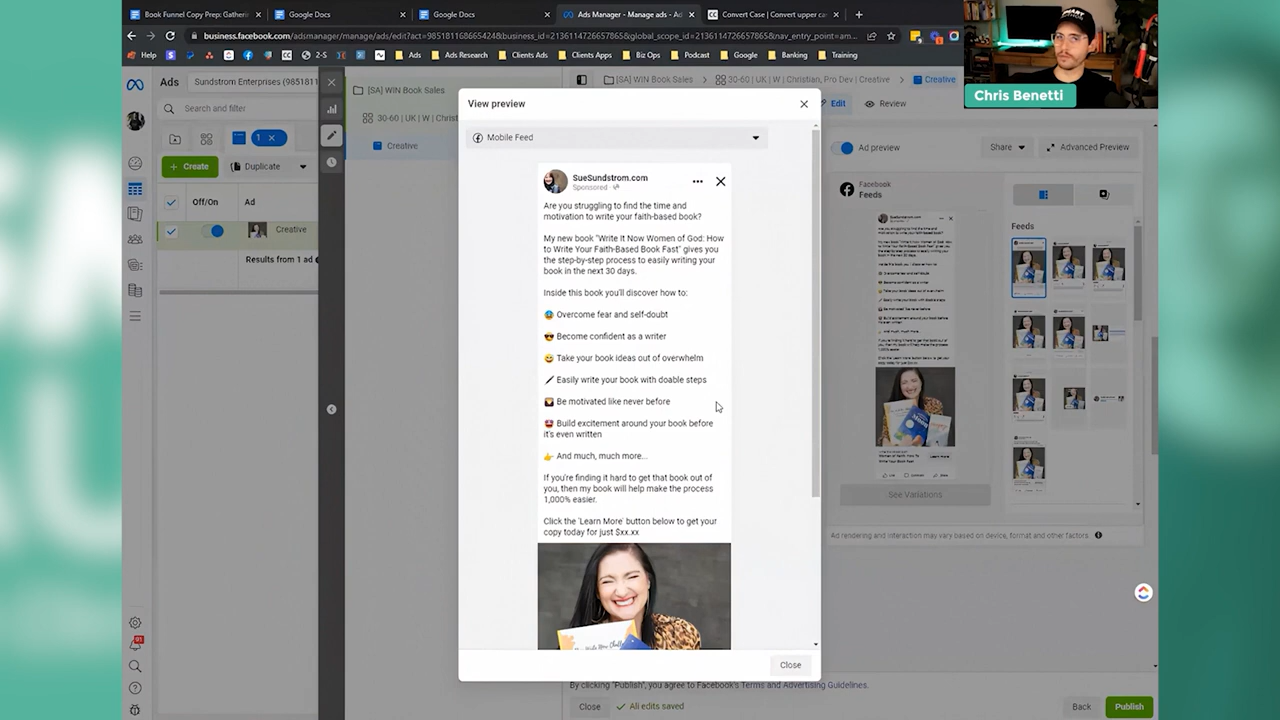 Book Funnel Copy Prep: Gatheri
Google Docs
Google Docs
Ads Manager - Manage ads - Ad
Convert Case | Convert upper ca
business.facebook.com/adsmanager/manage/ads/edit?act=985181168665424&business_id=2136114726657865&global_scope_id=2136114726657865&nav_entry_point=am...
Help
2-5
Ads
Ads Research
Clients Ads
Clients Apps
Biz Ops
Podcast
Google
Banking
Training
Chris Benetti
Ads
Sundstrom Enterprises (9851811
Search and filter
1
Create
Duplicate
Off/On
Ad
Creative
Results from 1 ad
[SA] WIN Book Sales
30-60 | UK | W | Christ
Creative
[SA] WIN Book Sales
30-60 | UK | W | Christian, Pro Dev | Creative
Creative
Edit
Review
View preview
Mobile Feed
SueSundstrom.com
Sponsored
Are you struggling to find the time and
motivation to write your faith-based book?
My new book "Write It Now Women of God: How
to Write Your Faith-Based Book Fast" gives you
the step-by-step process to easily writing your
book in the next 30 days.
Inside this book you'll discover how to:
😰 Overcome fear and self-doubt
😎 Become confident as a writer
😀 Take your book ideas out of overwhelm
🖊 Easily write your book with doable steps
🌄 Be motivated like never before
🤩 Build excitement around your book before
it's even written
👉 And much, much more...
If you're finding it hard to get that book out of
you, then my book will help make the process
1,000% easier.
Click the 'Learn More' button below to get your
copy today for just $xx.xx
Close
Ad preview
Share
Advanced Preview
Facebook
Feeds
Feeds
See Variations
Ad rendering and interaction may vary based on device, format and other factors.
By clicking "Publish", you agree to Facebook's Terms and Advertising Guidelines.
Close
All edits saved
Back
Publish